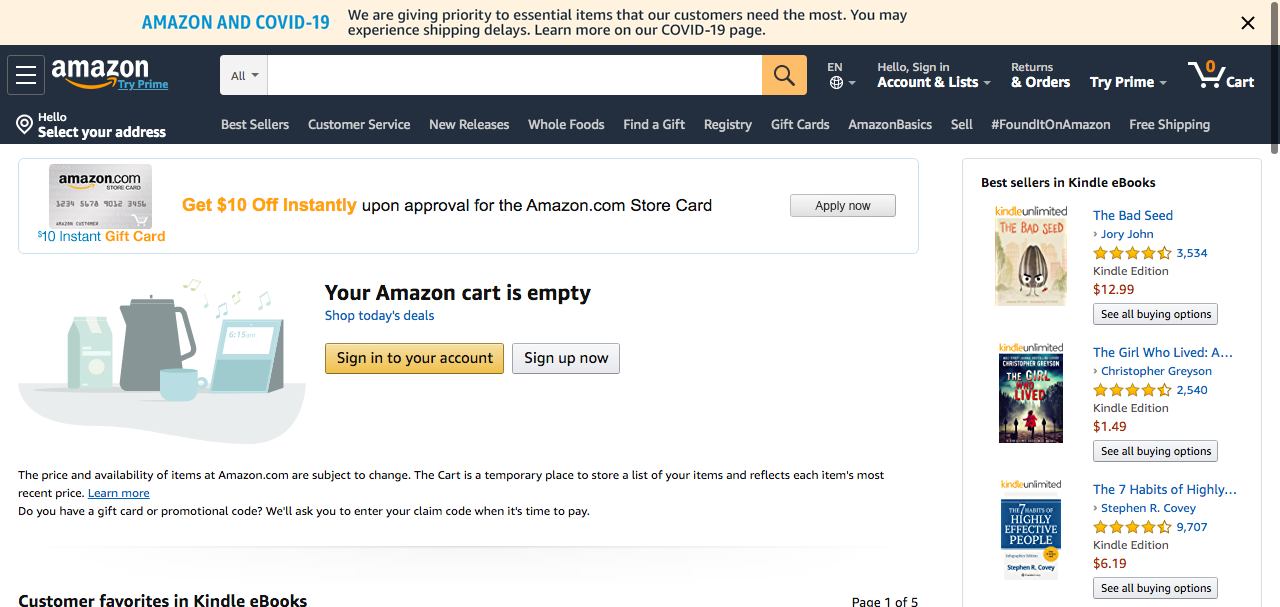 AMAZON AND COVID-19
We are giving priority to essential items that our customers need the most. You may
experience shipping delays. Learn more on our COVID-19 page.
amazon
Try Prime
All
EN
Hello, Sign in
Account & Lists
Returns
& Orders
Try Prime
0
Cart
Hello
Select your address
Best Sellers
Customer Service
New Releases
Whole Foods
Find a Gift
Registry
Gift Cards
AmazonBasics
Sell
#FoundItOnAmazon
Free Shipping
amazon.com
STORE CARD
1234 5678 9012 3456
AMAZON CUSTOMER
$10 Instant Gift Card
Get $10 Off Instantly upon approval for the Amazon.com Store Card
Apply now
6:15am
Your Amazon cart is empty
Shop today's deals
Sign in to your account
Sign up now
The price and availability of items at Amazon.com are subject to change. The Cart is a temporary place to store a list of your items and reflects each item's most
recent price. Learn more
Do you have a gift card or promotional code? We'll ask you to enter your claim code when it's time to pay.
Customer favorites in Kindle eBooks
Page 1 of 5
Best sellers in Kindle eBooks
kindleunlimited
THE BAD SEED
The Bad Seed
› Jory John
3,534
Kindle Edition
$12.99
See all buying options
kindleunlimited
CHRISTOPHER GREYSON
THE GIRL
WHO
LIVED
The Girl Who Lived: A...
› Christopher Greyson
2,540
Kindle Edition
$1.49
See all buying options
kindleunlimited
THE 7 HABITS OF
HIGHLY
EFFECTIVE
PEOPLE
Infographics Edition
Stephen R. Covey
The 7 Habits of Highly...
› Stephen R. Covey
9,707
Kindle Edition
$6.19
See all buying options